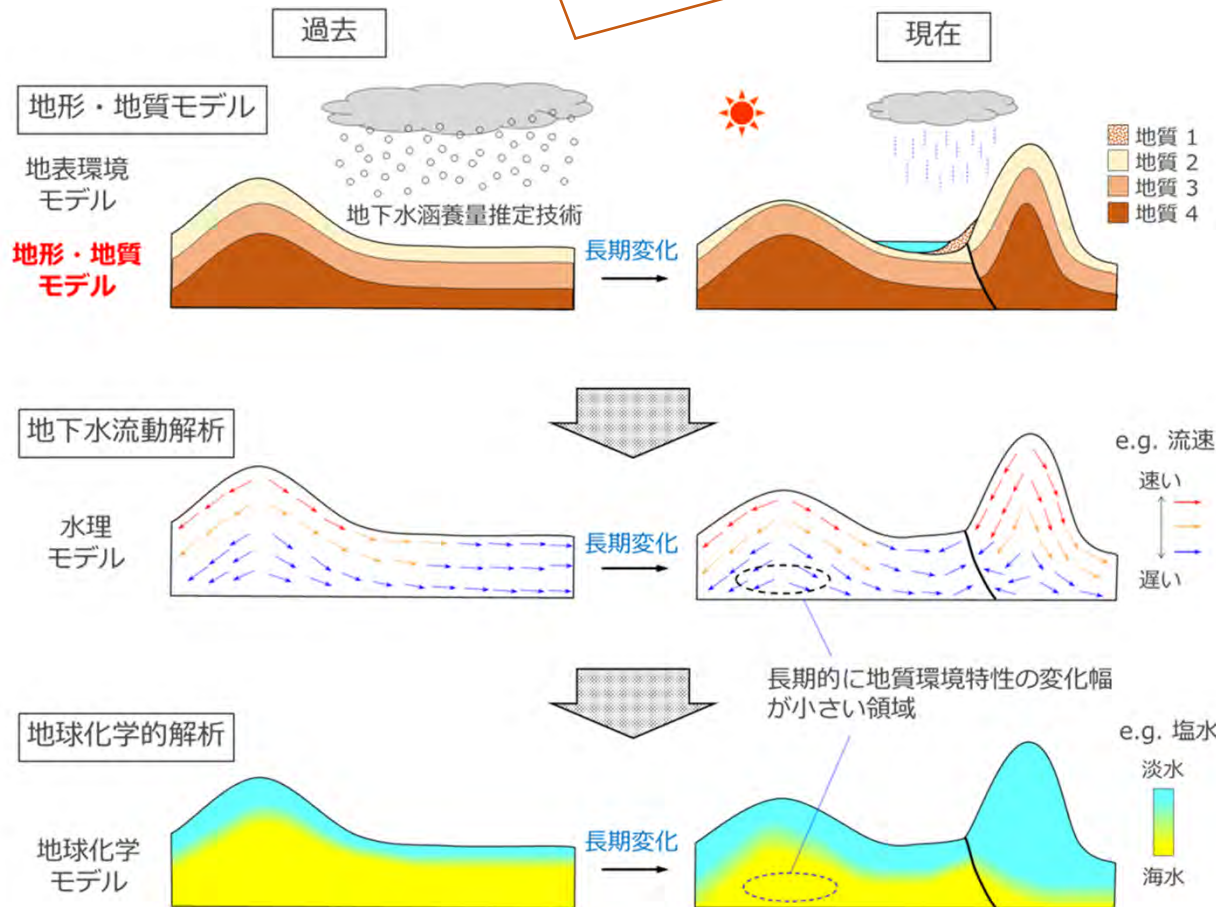 過去
現在
地形・地質モデル
地表環境
モデル
地形・地質
モデル
地下水涵養量推定技術
長期変化
地質 1
地質 2
地質 3
地質 4
地下水流動解析
水理
モデル
長期変化
e.g. 流速
速い
遅い
長期的に地質環境特性の変化幅
が小さい領域
地球化学的解析
地球化学
モデル
長期変化
e.g. 塩水
淡水
海水